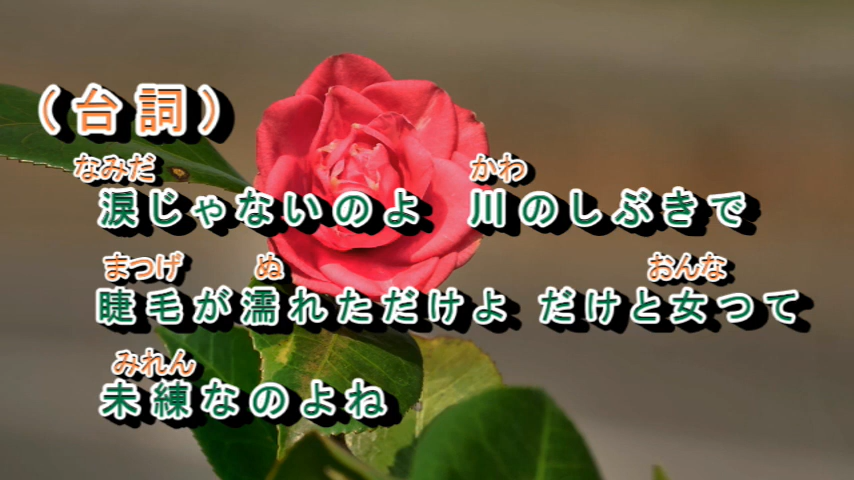 （台詞）
なみだ かわ
涙じゃないのよ 川のしぶきで
まつげ ぬ おんな
睫毛が濡れただけよ だけと女つて
みれん
未練なのよね